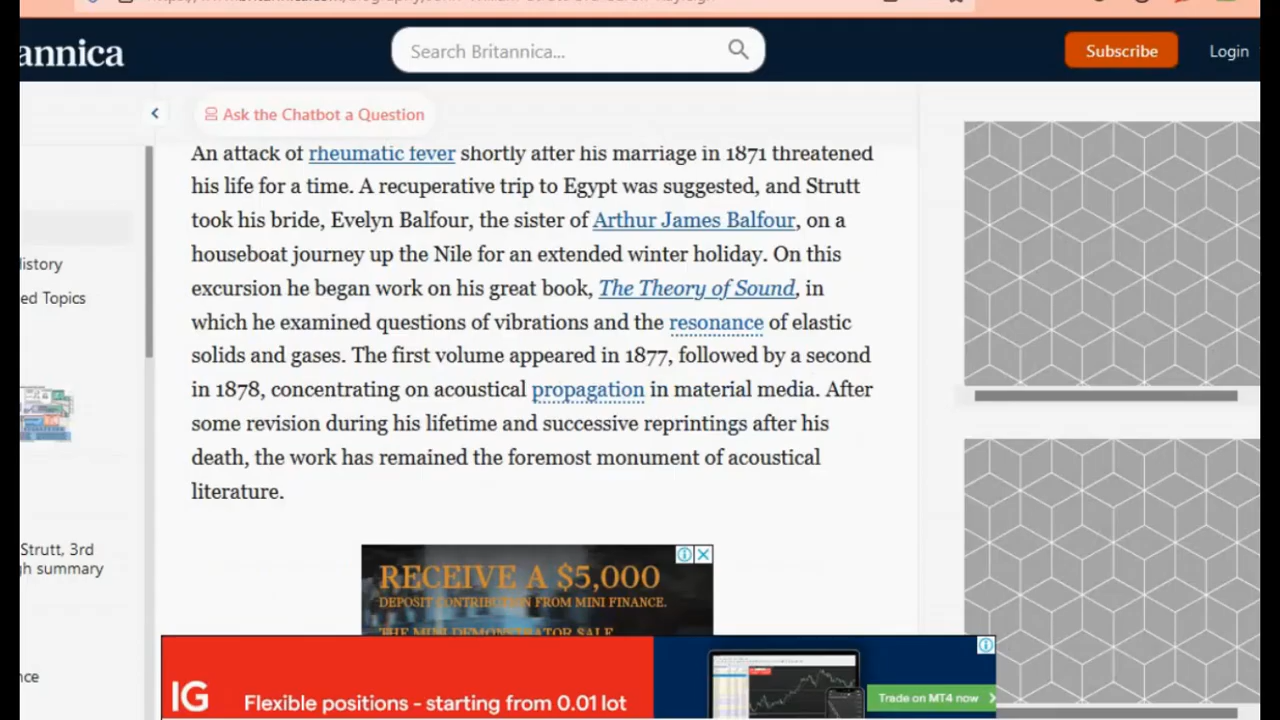 annica
Search Britannica...
Subscribe
Login
Ask the Chatbot a Question
An attack of rheumatic fever shortly after his marriage in 1871 threatened
his life for a time. A recuperative trip to Egypt was suggested, and Strutt
took his bride, Evelyn Balfour, the sister of Arthur James Balfour, on a
houseboat journey up the Nile for an extended winter holiday. On this
excursion he began work on his great book, The Theory of Sound, in
which he examined questions of vibrations and the resonance of elastic
solids and gases. The first volume appeared in 1877, followed by a second
in 1878, concentrating on acoustical propagation in material media. After
some revision during his lifetime and successive reprintings after his
death, the work has remained the foremost monument of acoustical
literature.
istory
ed Topics
Strutt, 3rd
h summary
ce
RECEIVE A $5,000
DEPOSIT CONTRIBUTION FROM MINI FINANCE.
THE MINI DEMONSTRATOR SALE
IG
Flexible positions - starting from 0.01 lot
Trade on MT4 now